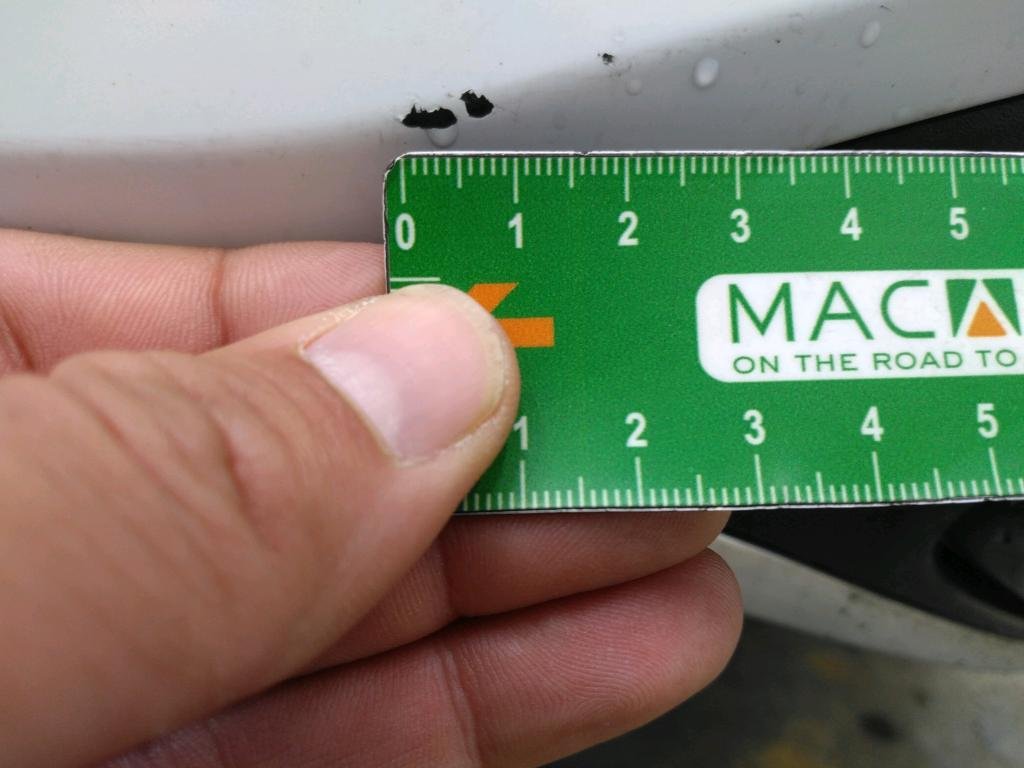 0 1 2 3 4 5
MAC
ON THE ROAD TO
1 2 3 4 5